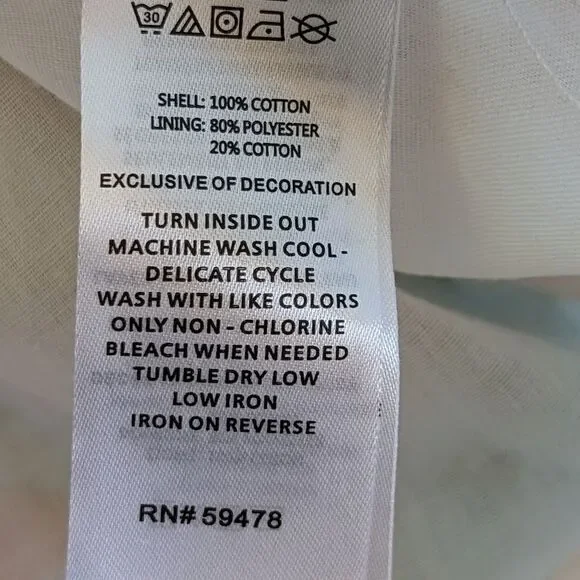 30
SHELL: 100% COTTON
LINING: 80% POLYESTER
20% COTTON
EXCLUSIVE OF DECORATION
TURN INSIDE OUT
MACHINE WASH COOL -
DELICATE CYCLE
WASH WITH LIKE COLORS
ONLY NON - CHLORINE
BLEACH WHEN NEEDED
TUMBLE DRY LOW
LOW IRON
IRON ON REVERSE
RN# 59478